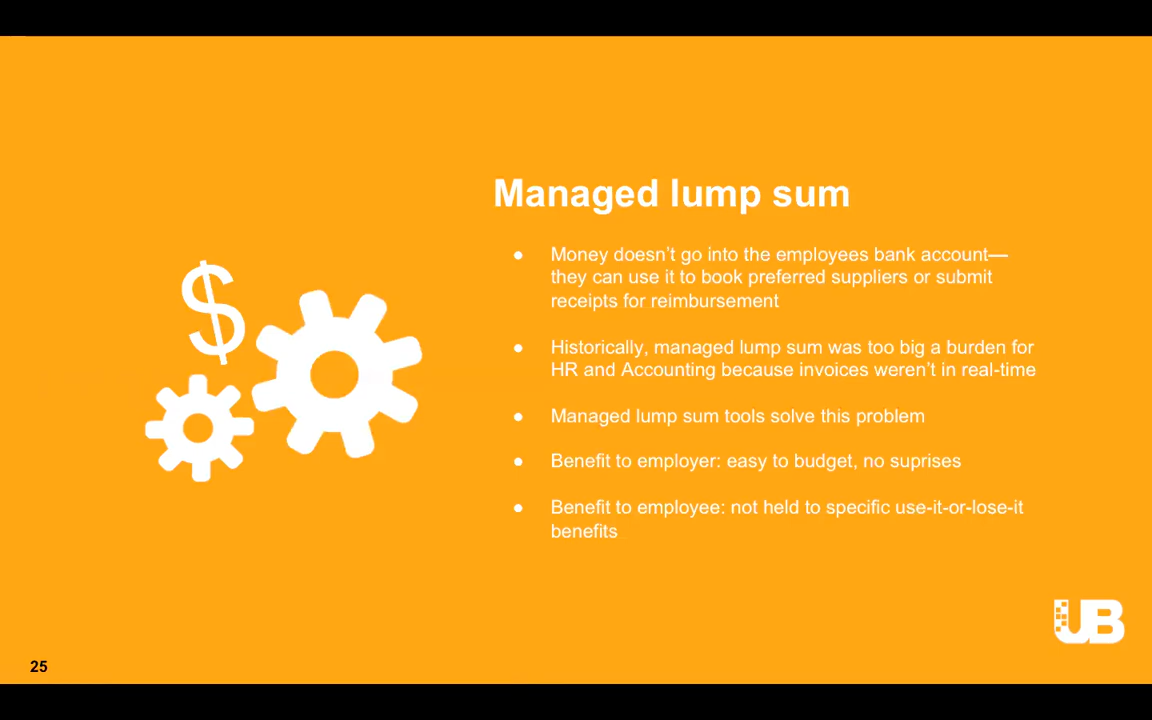 Managed lump sum
● Money doesn't go into the employees bank account—
they can use it to book preferred suppliers or submit
receipts for reimbursement
● Historically, managed lump sum was too big a burden for
HR and Accounting because invoices weren't in real-time
● Managed lump sum tools solve this problem
● Benefit to employer: easy to budget, no suprises
● Benefit to employee: not held to specific use-it-or-lose-it
benefits
$
UB
25